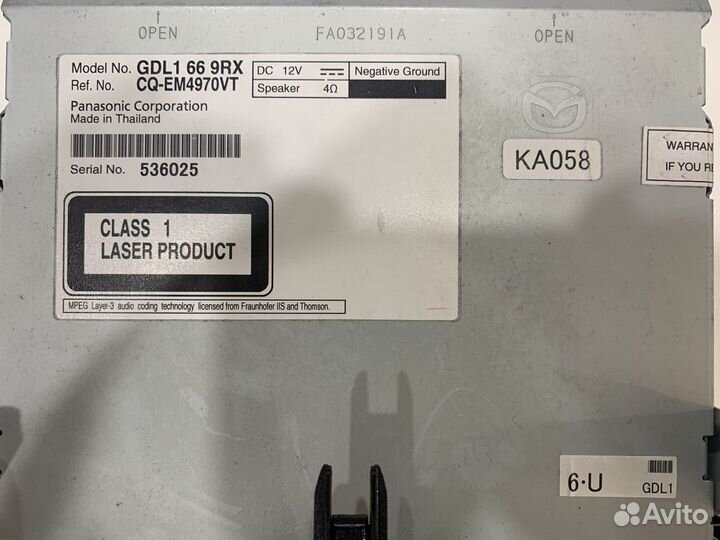 OPEN FA032191A OPEN
Model No. GDL1 66 9RX DC 12V Negative Ground
Ref. No. CQ-EM4970VT Speaker 4Ω
Panasonic Corporation
Made in Thailand
KA058
WARRAN
IF YOU RE
Serial No. 536025
CLASS 1
LASER PRODUCT
MPEG Layer-3 audio coding technology licensed from Fraunhofer IIS and Thomson.
6·U GDL1
Avito